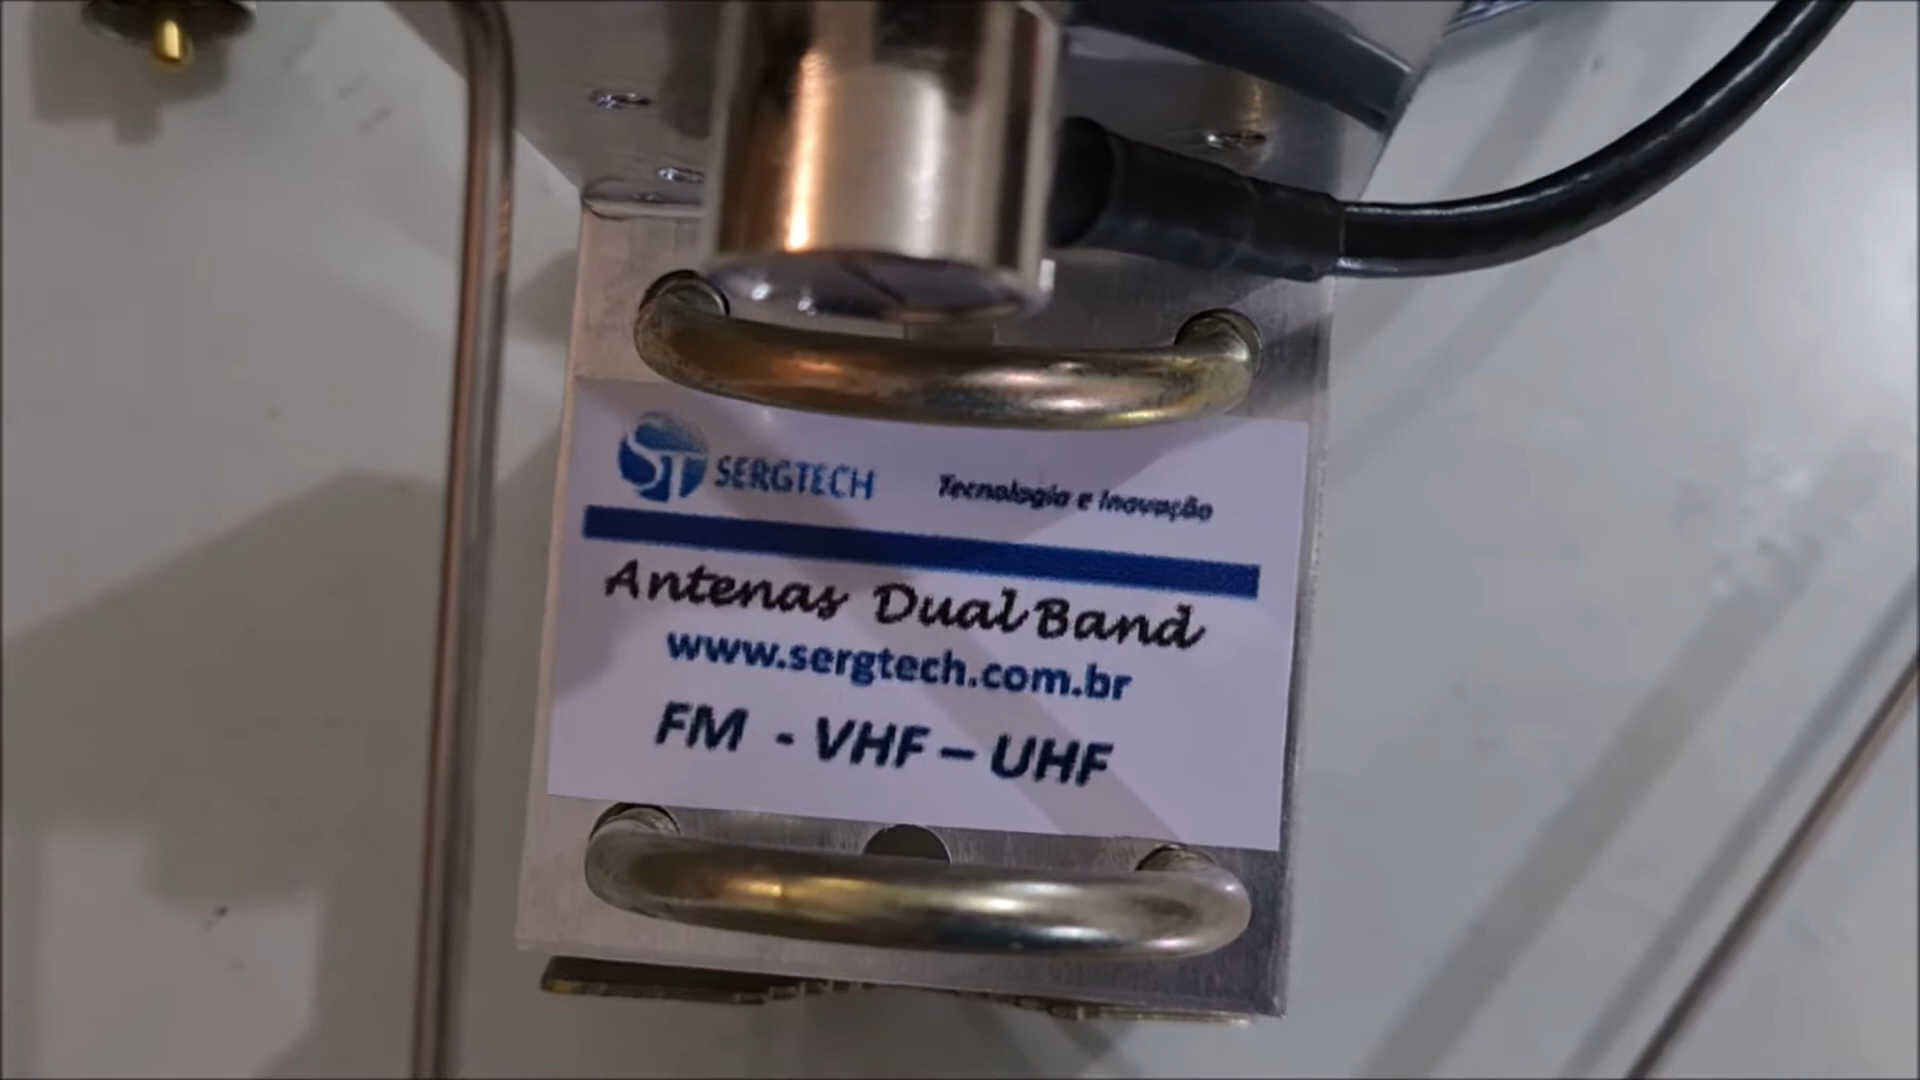 ST SERGTECH Tecnologia e Inovação
Antenas Dual Band
www.sergtech.com.br
FM - VHF – UHF